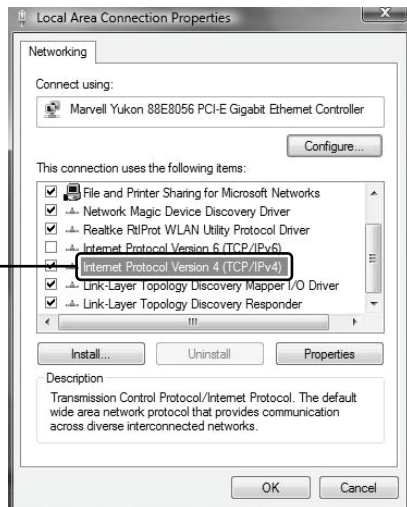 Local Area Connection Properties
Networking
Connect using:
Marvell Yukon 88E8056 PCI-E Gigabit Ethernet Controller
Configure...
This connection uses the following items:
File and Printer Sharing for Microsoft Networks
Network Magic Device Discovery Driver
Realtke RtlProt WLAN Utility Protocol Driver
Internet Protocol Version 6 (TCP/IPv6)
Internet Protocol Version 4 (TCP/IPv4)
Link-Layer Topology Discovery Mapper I/O Driver
Link-Layer Topology Discovery Responder
Install... Uninstall Properties
Description
Transmission Control Protocol/Internet Protocol. The default
wide area network protocol that provides communication
across diverse interconnected networks.
OK Cancel